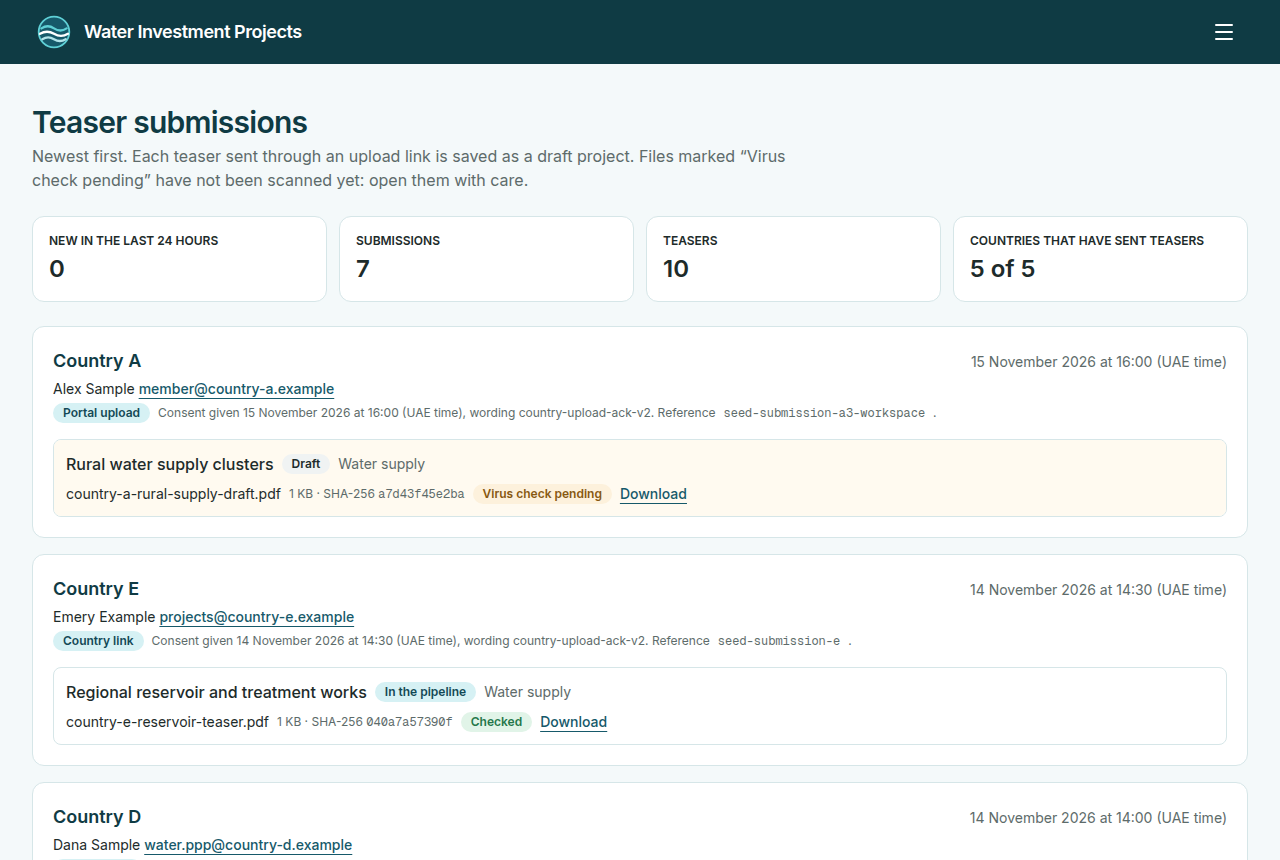 Water Investment Projects
Teaser submissions
Newest first. Each teaser sent through an upload link is saved as a draft project. Files marked “Virus
check pending” have not been scanned yet: open them with care.
NEW IN THE LAST 24 HOURS
0
SUBMISSIONS
7
TEASERS
10
COUNTRIES THAT HAVE SENT TEASERS
5 of 5
Country A
15 November 2026 at 16:00 (UAE time)
Alex Sample member@country-a.example
Portal upload Consent given 15 November 2026 at 16:00 (UAE time), wording country-upload-ack-v2. Reference seed-submission-a3-workspace .
Rural water supply clusters Draft Water supply
country-a-rural-supply-draft.pdf 1 KB · SHA-256 a7d43f45e2ba Virus check pending Download
Country E
14 November 2026 at 14:30 (UAE time)
Emery Example projects@country-e.example
Country link Consent given 14 November 2026 at 14:30 (UAE time), wording country-upload-ack-v2. Reference seed-submission-e .
Regional reservoir and treatment works In the pipeline Water supply
country-e-reservoir-teaser.pdf 1 KB · SHA-256 040a7a57390f Checked Download
Country D
14 November 2026 at 14:00 (UAE time)
Dana Sample water.ppp@country-d.example